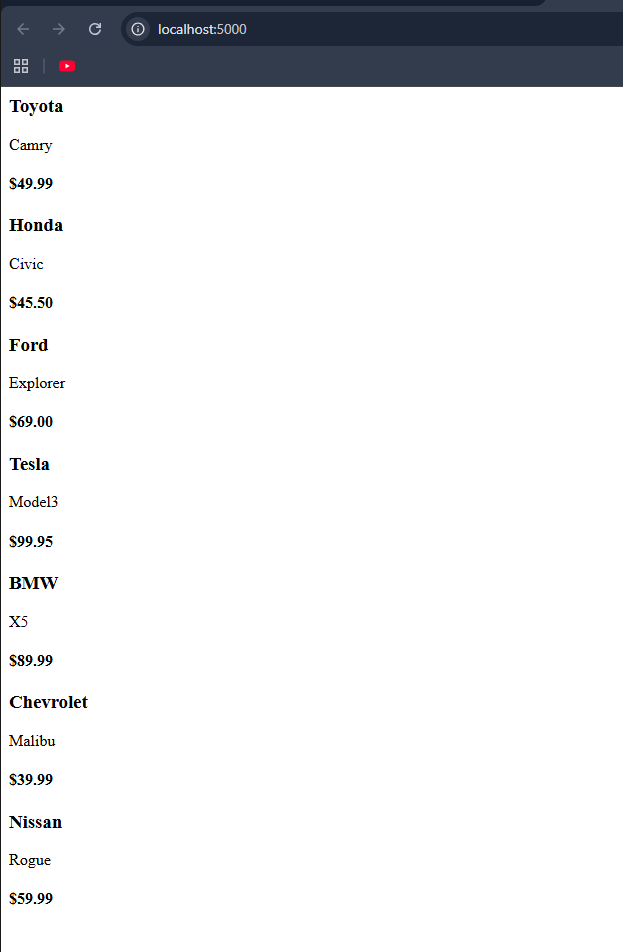 localhost:5000
Toyota
Camry
$49.99
Honda
Civic
$45.50
Ford
Explorer
$69.00
Tesla
Model3
$99.95
BMW
X5
$89.99
Chevrolet
Malibu
$39.99
Nissan
Rogue
$59.99